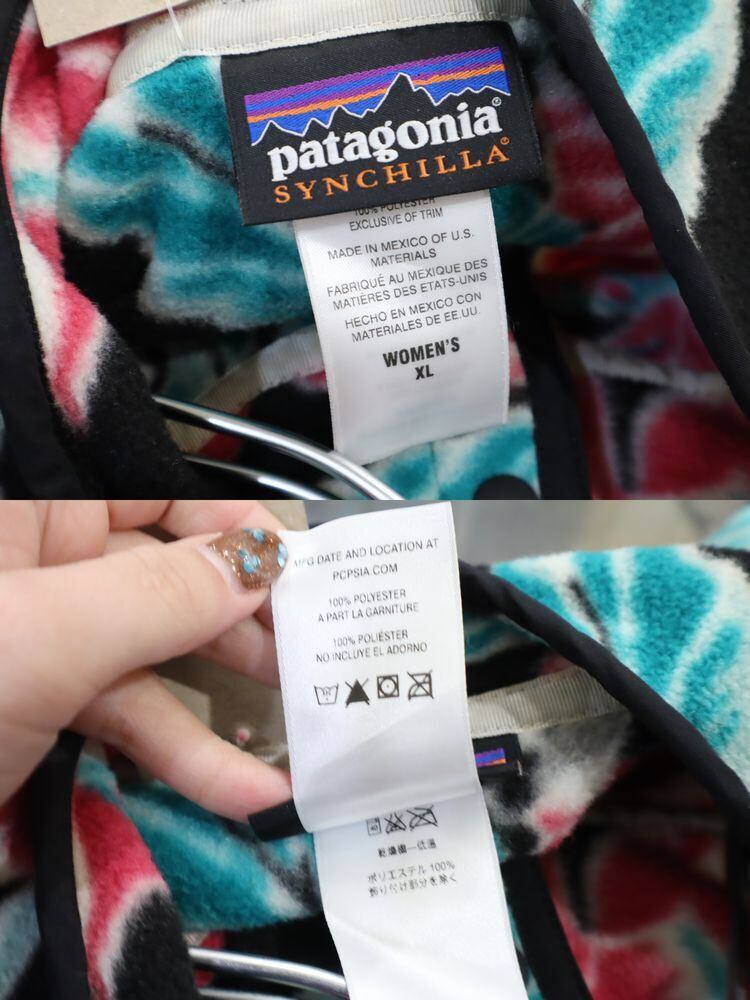 patagonia®
SYNCHILLA®
100% POLYESTER
EXCLUSIVE OF TRIM
MADE IN MEXICO OF U.S.
MATERIALS
FABRIQUÉ AU MEXIQUE DES
MATIÈRES DES ETATS-UNIS
HECHO EN MEXICO CON
MATERIALES DE EE.UU.
WOMEN'S
XL
MFG DATE AND LOCATION AT
PCPSIA.COM
100% POLYESTER
A PART LA GARNITURE
100% POLIÉSTER
NO INCLUYE EL ADORNO
40
乾燥機—低温
ポリエステル 100%
飾り付け部分を除く